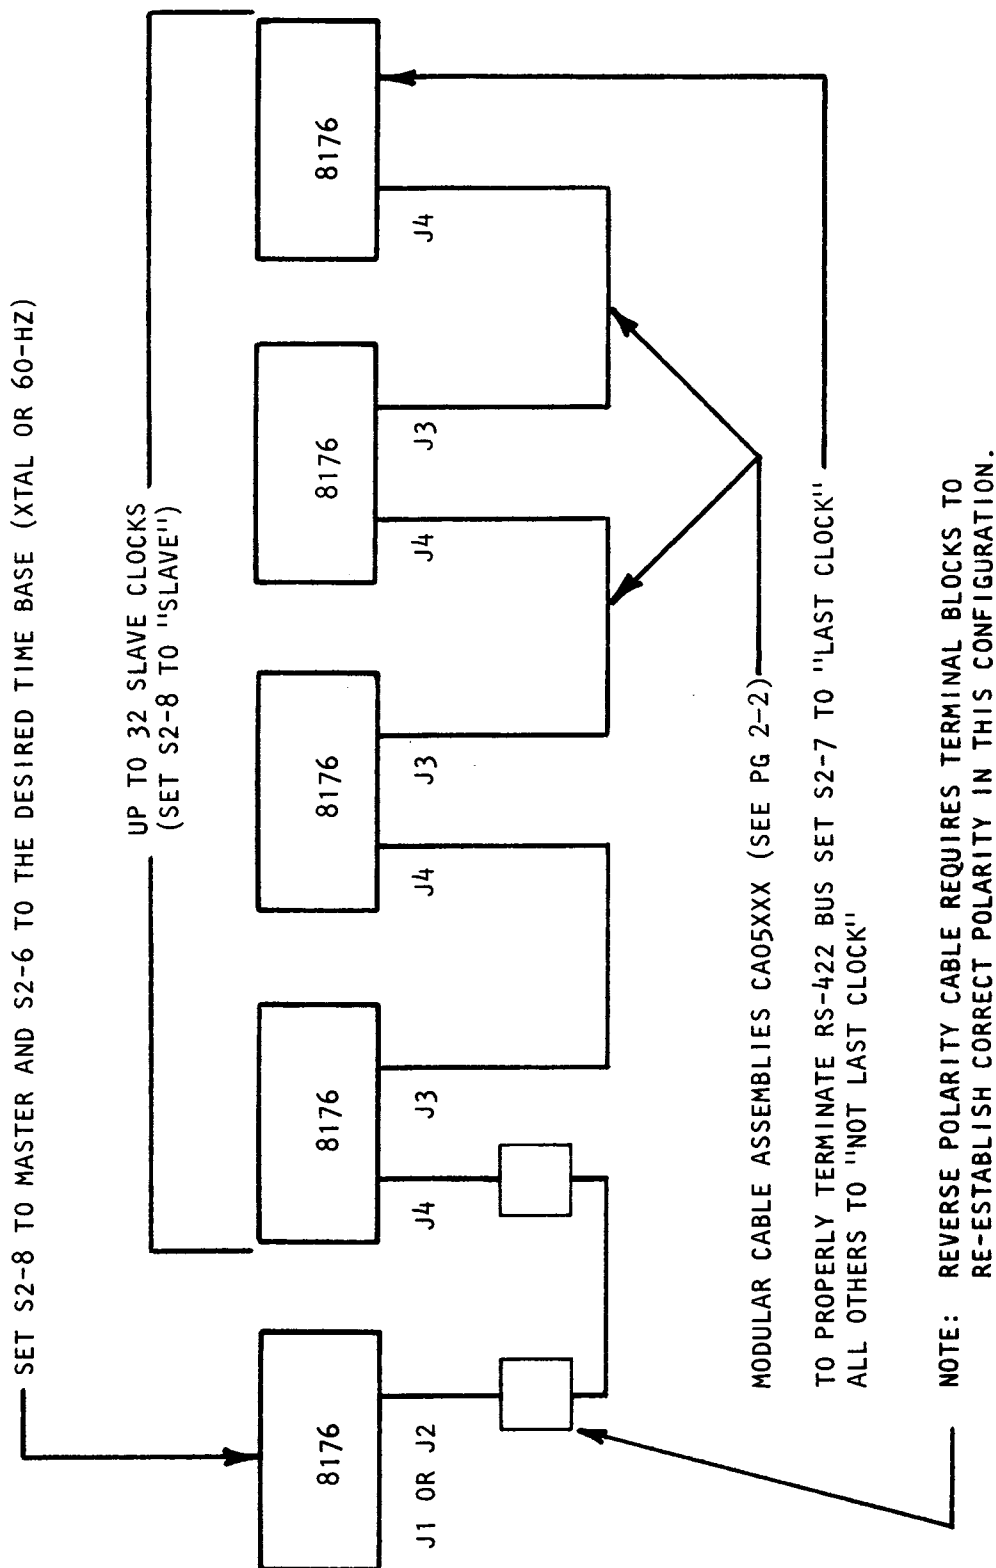 SET S2-8 TO MASTER AND S2-6 TO THE DESIRED TIME BASE (XTAL OR 60-HZ)
UP TO 32 SLAVE CLOCKS
(SET S2-8 TO "SLAVE")
8176
8176
8176
8176
8176
J1 OR J2
J4
J3
J4
J3
J4
J3
J4
MODULAR CABLE ASSEMBLIES CA05XXX (SEE PG 2-2)
TO PROPERLY TERMINATE RS-422 BUS SET S2-7 TO "LAST CLOCK"
ALL OTHERS TO "NOT LAST CLOCK"
NOTE: REVERSE POLARITY CABLE REQUIRES TERMINAL BLOCKS TO
RE-ESTABLISH CORRECT POLARITY IN THIS CONFIGURATION.